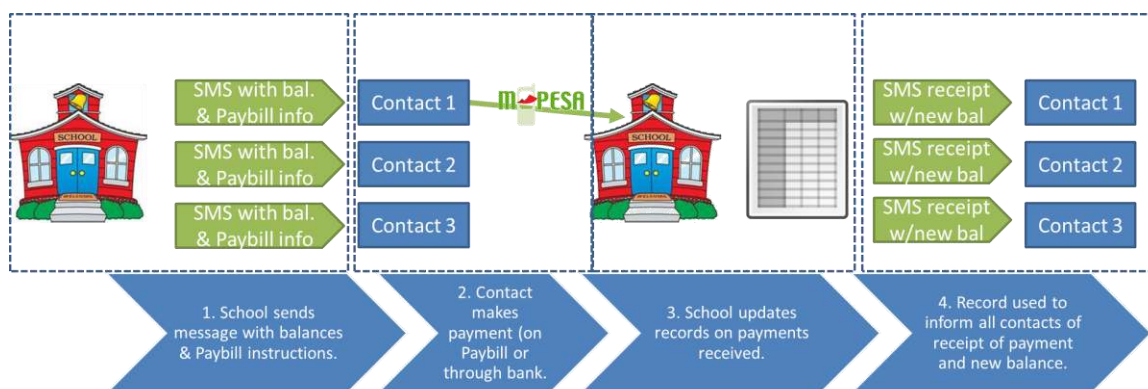 SMS with bal.
& Paybill info
SMS with bal.
& Paybill info
SMS with bal.
& Paybill info
SCHOOL
WELCOME
Contact 1
Contact 2
Contact 3
M-PESA
SCHOOL
WELCOME
SMS receipt
w/new bal
SMS receipt
w/new bal
SMS receipt
w/new bal
Contact 1
Contact 2
Contact 3
1. School sends
message with balances
& Paybill instructions.
2. Contact
makes
payment (on
Paybill or
through bank.
3. School updates
records on payments
received.
4. Record used to
inform all contacts of
receipt of payment
and new balance.